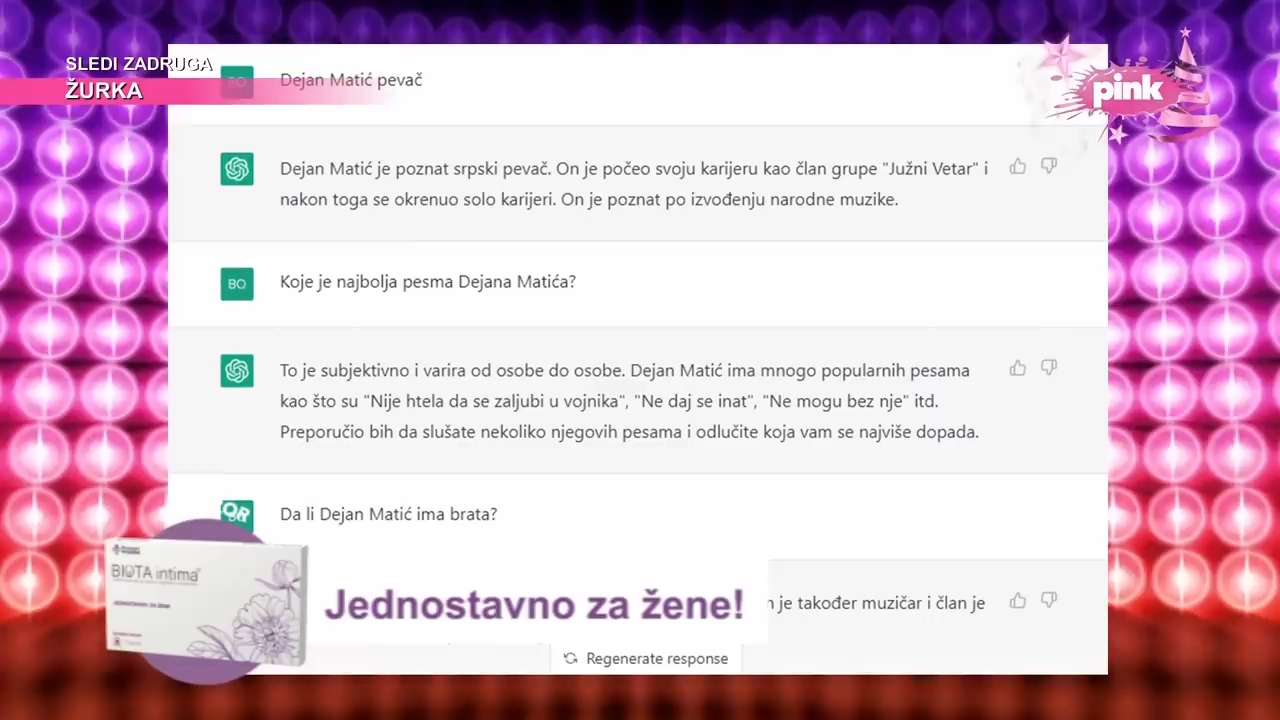 SLEDI ZADRUGA
ŽURKA
BO
Dejan Matić pevač
pink
Dejan Matić je poznat srpski pevač. On je počeo svoju karijeru kao član grupe "Južni Vetar" i
nakon toga se okrenuo solo karijeri. On je poznat po izvođenju narodne muzike.
BO
Koje je najbolja pesma Dejana Matića?
To je subjektivno i varira od osobe do osobe. Dejan Matić ima mnogo popularnih pesama
kao što su "Nije htela da se zaljubi u vojnika", "Ne daj se inat", "Ne mogu bez nje" itd.
Preporučio bih da slušate nekoliko njegovih pesama i odlučite koja vam se najviše dopada.
Da li Dejan Matić ima brata?
BIOTA intima
JEDNOSTAVNO ZA ŽENE!
Jednostavno za žene!
je također muzičar i član je
Regenerate response